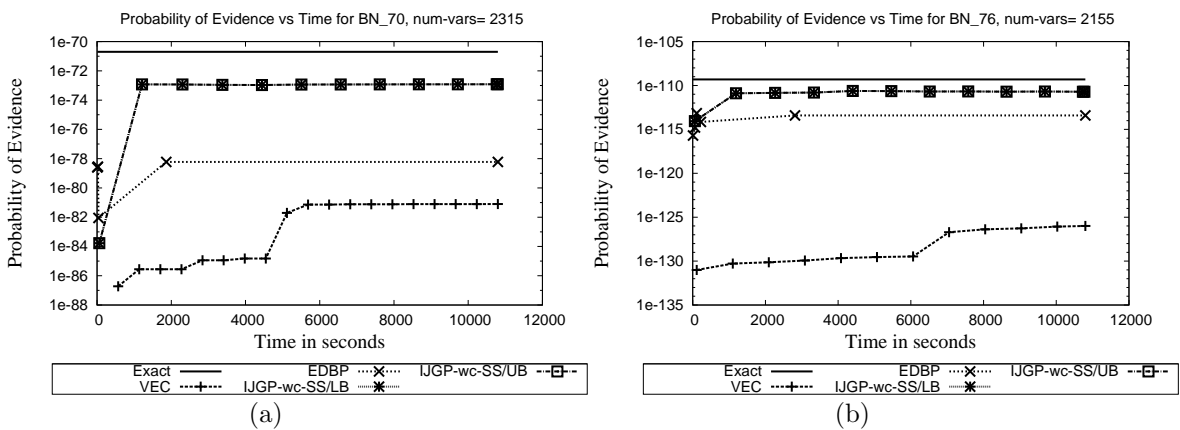 Probability of Evidence vs Time for BN_70, num-vars= 2315
1e-70
1e-72
1e-74
1e-76
1e-78
1e-80
1e-82
1e-84
1e-86
1e-88
Probability of Evidence
0 2000 4000 6000 8000 10000 12000
Time in seconds
Exact EDBP IJGP-wc-SS/UB
VEC IJGP-wc-SS/LB
(a)
Probability of Evidence vs Time for BN_76, num-vars= 2155
1e-105
1e-110
1e-115
1e-120
1e-125
1e-130
1e-135
Probability of Evidence
0 2000 4000 6000 8000 10000 12000
Time in seconds
Exact EDBP IJGP-wc-SS/UB
VEC IJGP-wc-SS/LB
(b)